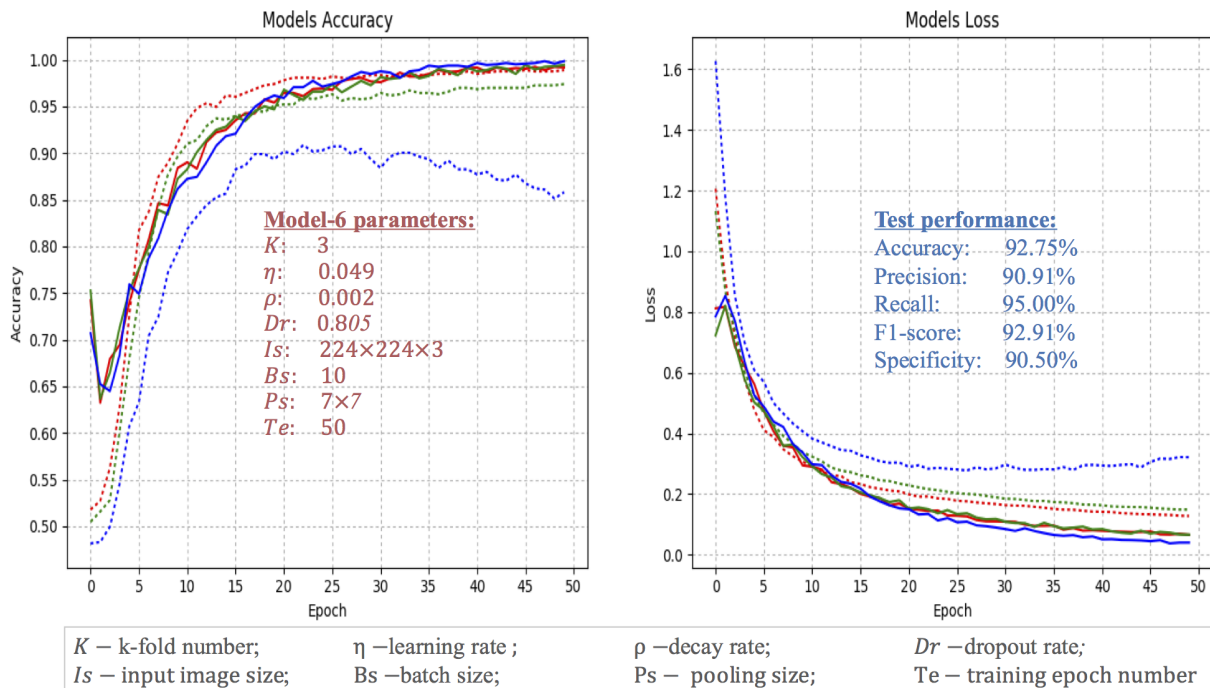 Models Accuracy
1.00
0.95
0.90
0.85
0.80
0.75
0.70
0.65
0.60
0.55
0.50
Accuracy
0 5 10 15 20 25 30 35 40 45 50
Epoch
Model-6 parameters:
K: 3
η: 0.049
ρ: 0.002
Dr: 0.805
Is: 224×224×3
Bs: 10
Ps: 7×7
Te: 50
Models Loss
1.6
1.4
1.2
1.0
0.8
0.6
0.4
0.2
0.0
Loss
0 5 10 15 20 25 30 35 40 45 50
Epoch
Test performance:
Accuracy: 92.75%
Precision: 90.91%
Recall: 95.00%
F1-score: 92.91%
Specificity: 90.50%
K – k-fold number; η –learning rate ; ρ –decay rate; Dr –dropout rate;
Is – input image size; Bs –batch size; Ps – pooling size; Te – training epoch number